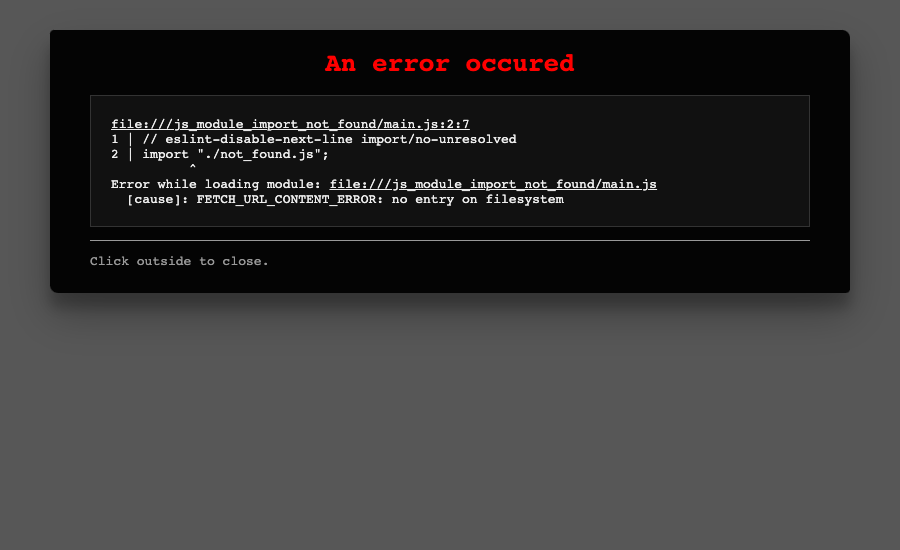 An error occured
file:///js_module_import_not_found/main.js:2:7
1 | // eslint-disable-next-line import/no-unresolved
2 | import "./not_found.js";
^
Error while loading module: file:///js_module_import_not_found/main.js
[cause]: FETCH_URL_CONTENT_ERROR: no entry on filesystem
Click outside to close.